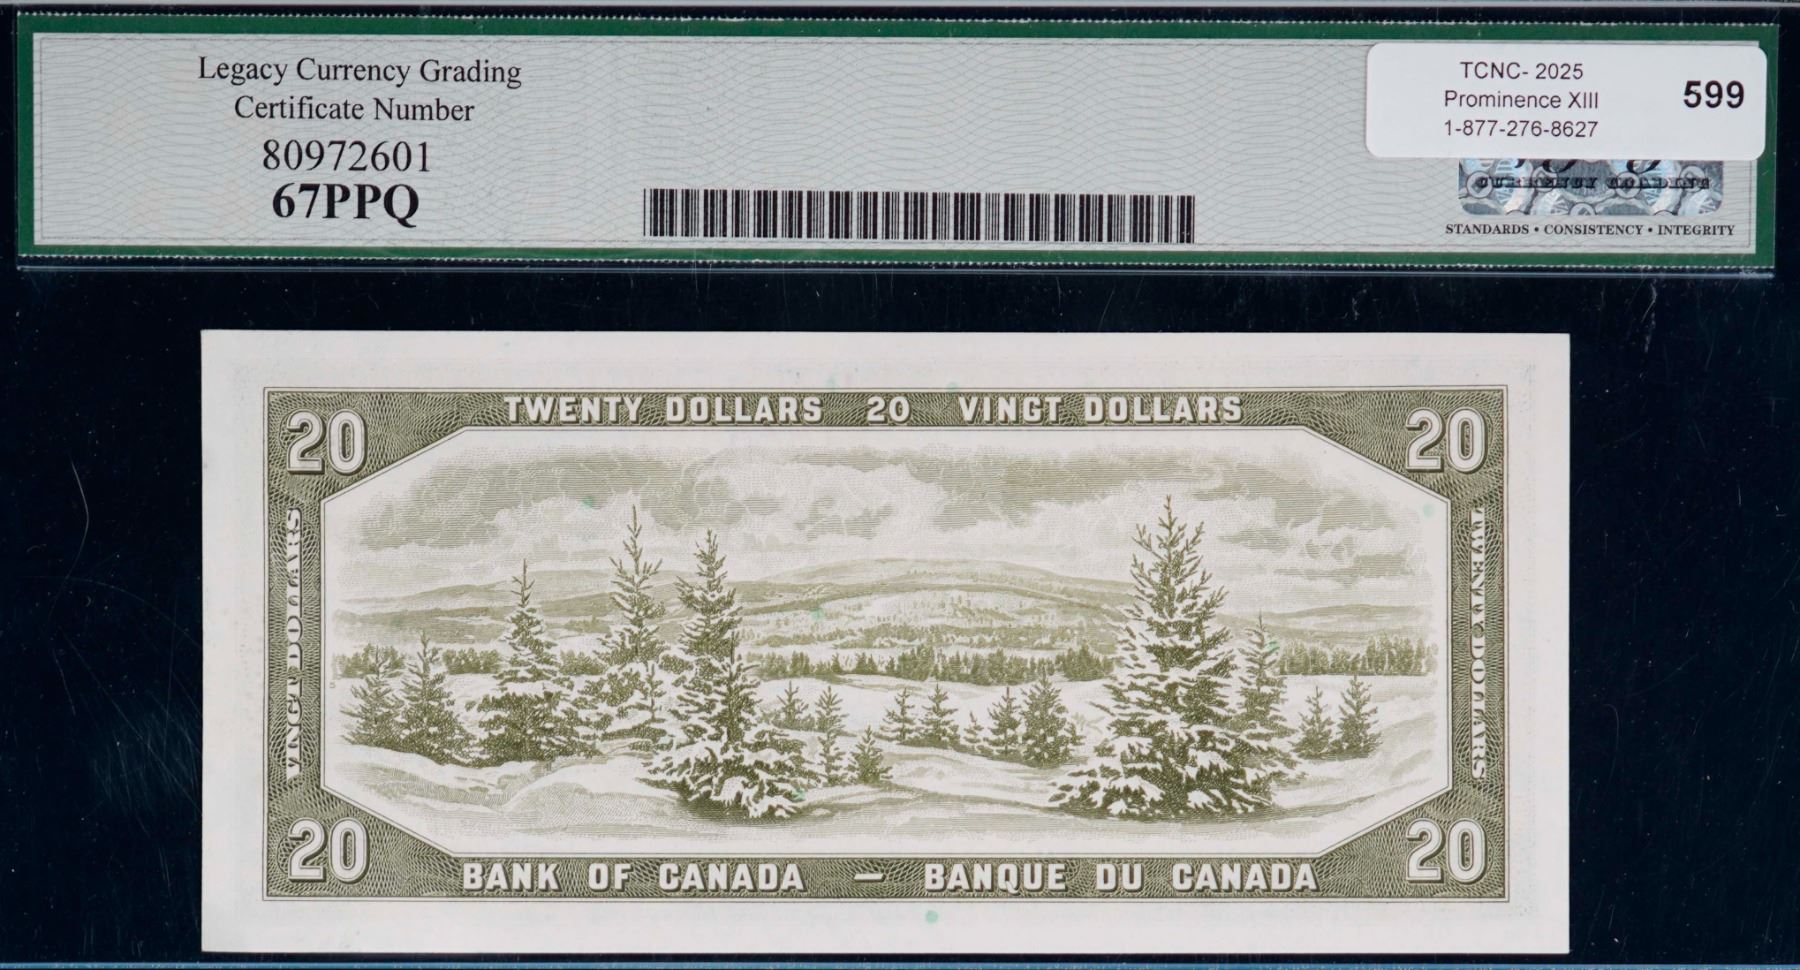 Legacy Currency Grading
Certificate Number
80972601
67PPQ
TCNC- 2025
Prominence XIII
1-877-276-8627
599
CURRENCY GRADING
STANDARDS • CONSISTENCY • INTEGRITY
TWENTY DOLLARS 20 VINGT DOLLARS
20
20
VINGT DOLLARS
TWENTY DOLLARS
20
20
BANK OF CANADA — BANQUE DU CANADA